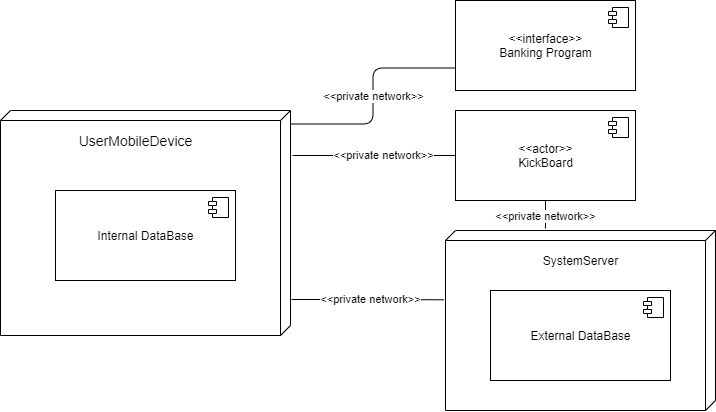 <<interface>>
Banking Program
<<private network>>
UserMobileDevice
<<actor>>
KickBoard
<<private network>>
Internal DataBase
<<private network>>
SystemServer
<<private network>>
External DataBase